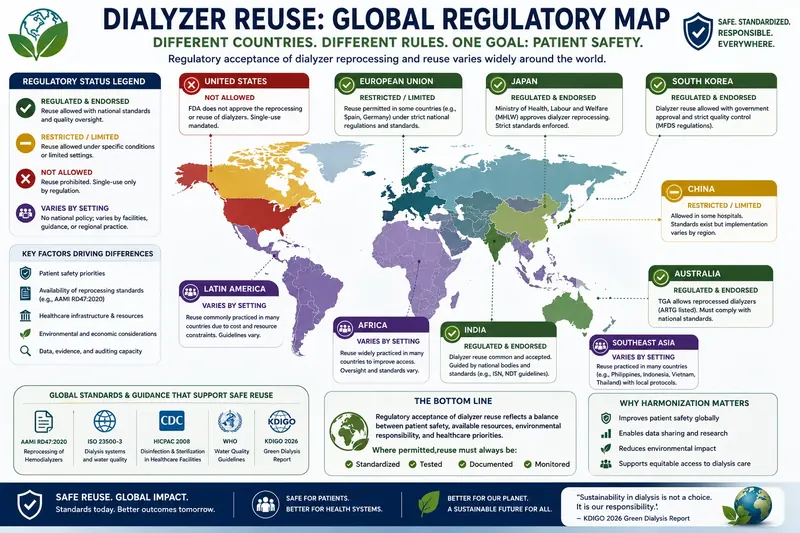 DIALYZER REUSE: GLOBAL REGULATORY MAP
DIFFERENT COUNTRIES. DIFFERENT RULES. ONE GOAL: PATIENT SAFETY.
Regulatory acceptance of dialyzer reprocessing and reuse varies widely around the world.
SAFE. STANDARDIZED.
RESPONSIBLE.
EVERYWHERE.
REGULATORY STATUS LEGEND
REGULATED & ENDORSED
Reuse allowed with national standards
and quality oversight.
RESTRICTED / LIMITED
Reuse allowed under specific conditions
or limited settings.
NOT ALLOWED
Reuse prohibited. Single-use only
by regulation.
VARIES BY SETTING
No national policy; varies by facilities,
guidance, or regional practice.
UNITED STATES
NOT ALLOWED
FDA does not approve the reprocessing
or reuse of dialyzers. Single-use
mandated.
EUROPEAN UNION
RESTRICTED / LIMITED
Reuse permitted in some countries (e.g.,
Spain, Germany) under strict national
regulations and standards.
JAPAN
REGULATED & ENDORSED
Ministry of Health, Labour and Welfare
(MHLW) approves dialyzer reprocessing.
Strict standards enforced.
SOUTH KOREA
REGULATED & ENDORSED
Dialyzer reuse allowed with government
approval and strict quality control
(MFDS regulations).
CHINA
RESTRICTED / LIMITED
Allowed in some hospitals.
Standards exist but implementation
varies by region.
KEY FACTORS DRIVING DIFFERENCES
Patient safety priorities
Availability of reprocessing standards
(e.g., AAMI RD47:2020)
Healthcare infrastructure & resources
Environmental and economic considerations
Data, evidence, and auditing capacity
LATIN AMERICA
VARIES BY SETTING
Reuse commonly practiced in many
countries due to cost and resource
constraints. Guidelines vary.
AFRICA
VARIES BY SETTING
Reuse widely practiced in many countries
to improve access.
Oversight and standards vary.
INDIA
REGULATED & ENDORSED
Dialyzer reuse common and accepted.
Guided by national bodies and
standards (e.g., ISN, NDT guidelines).
AUSTRALIA
REGULATED & ENDORSED
TGA allows reprocessed dialyzers
(ARTG listed). Must comply with
national standards.
SOUTHEAST ASIA
VARIES BY SETTING
Reuse practiced in many countries
(e.g., Philippines, Indonesia, Vietnam,
Thailand) with local protocols.
GLOBAL STANDARDS & GUIDANCE THAT SUPPORT SAFE REUSE
AAMI RD47:2020
Reprocessing of
Hemodialyzers
ISO 23500-3
Dialysis systems
and water quality
CDC
HICPAC 2008
Disinfection & Sterilization
in Healthcare Facilities
WHO
Water Quality
Guidelines
KDIGO
KDIGO 2026
Green Dialysis
Report
THE BOTTOM LINE
Regulatory acceptance of dialyzer reuse reflects a balance
between patient safety, available resources, environmental
responsibility, and healthcare priorities.
Where permitted,reuse must always be:
Standardized
Tested
Documented
Monitored
WHY HARMONIZATION MATTERS
Improves patient safety globally
Enables data sharing and research
Reduces environmental impact
Supports equitable access to dialysis care
SAFE REUSE. GLOBAL IMPACT.
Standards today. Better outcomes tomorrow.
SAFE FOR PATIENTS.
BETTER FOR HEALTH SYSTEMS.
BETTER FOR OUR PLANET.
A SUSTAINABLE FUTURE FOR ALL.
"Sustainability in dialysis is not a choice.
It is our responsibility."
– KDIGO 2026 Green Dialysis Report